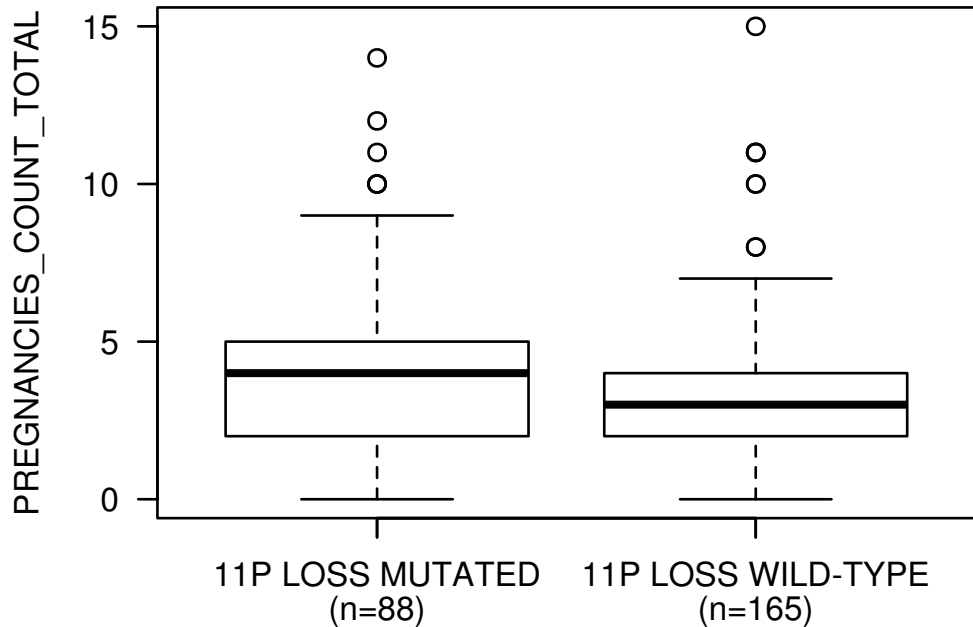 PREGNANCIES_COUNT_TOTAL
15
10
5
0
11P LOSS MUTATED
(n=88)
11P LOSS WILD-TYPE
(n=165)